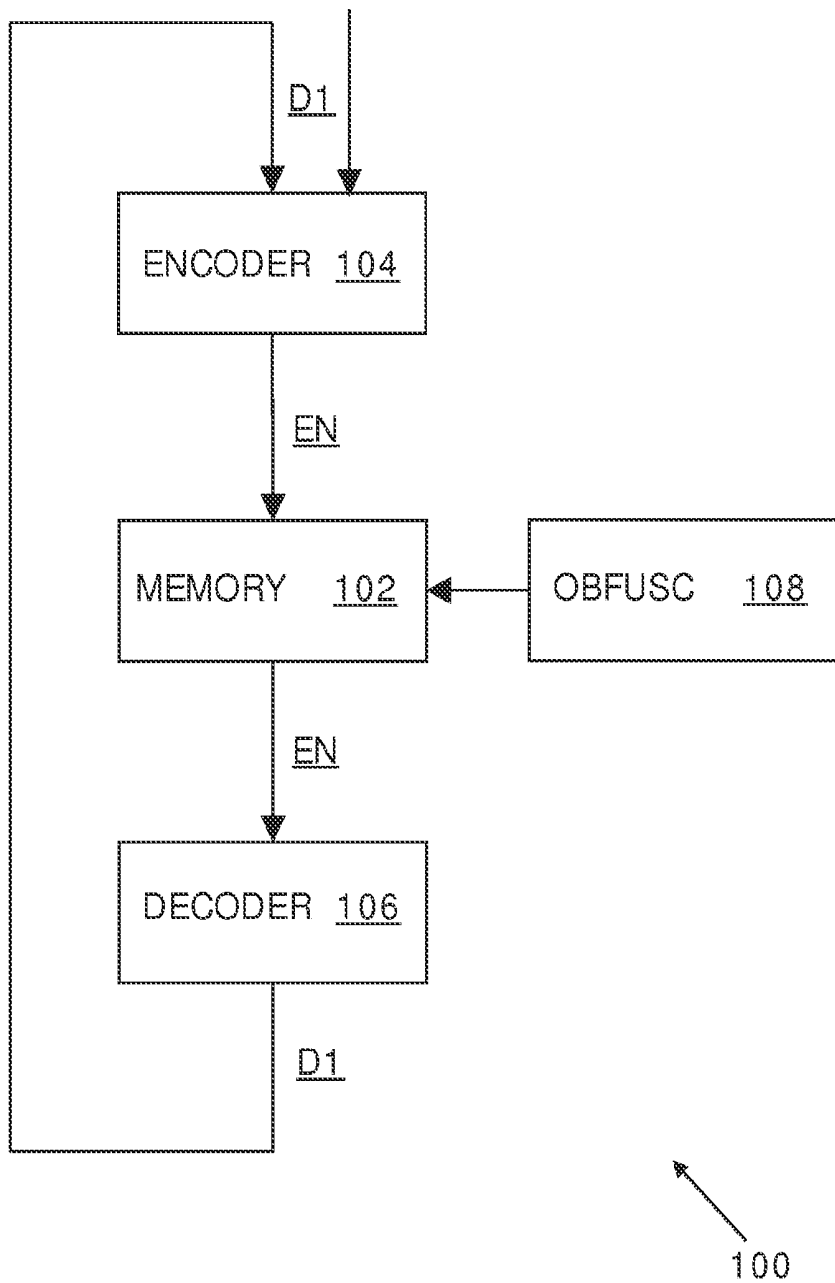 D1
ENCODER 104
EN
MEMORY 102
OBFUSC 108
EN
DECODER 106
D1
100